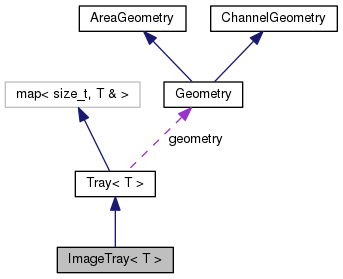 AreaGeometry
ChannelGeometry
map< size_t, T & >
Geometry
geometry
Tray< T >
ImageTray< T >